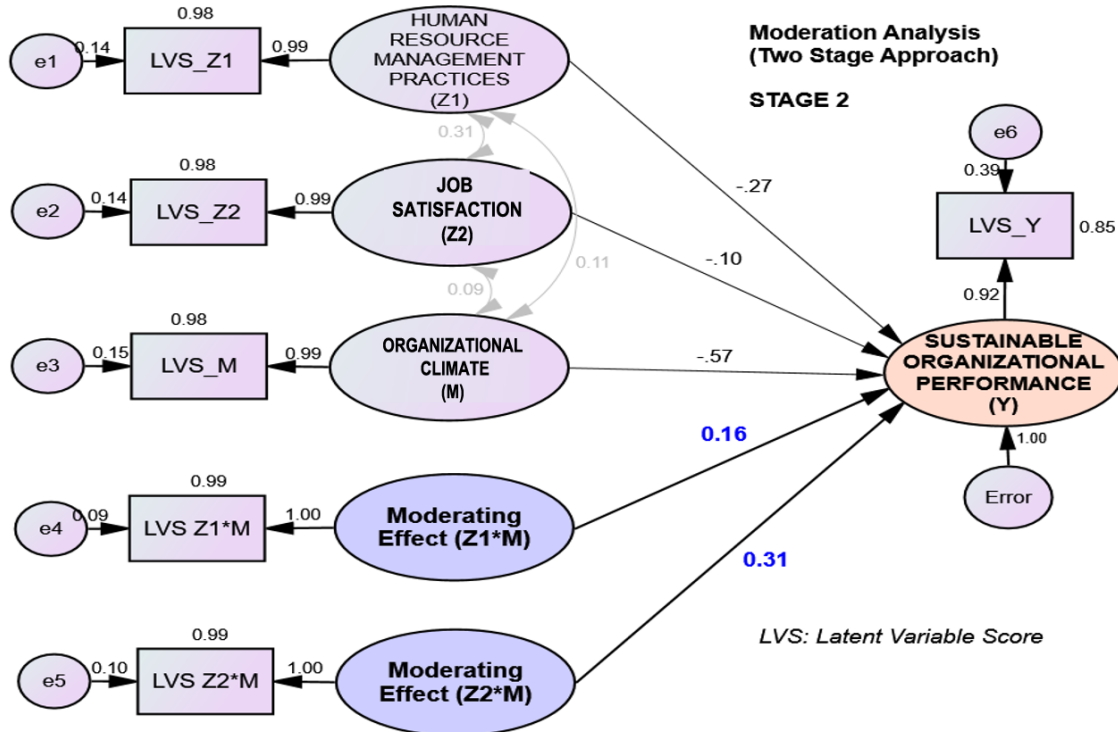 Moderation Analysis
(Two Stage Approach)
STAGE 2
0.98
e1
0.14
LVS_Z1
0.99
HUMAN
RESOURCE
MANAGEMENT
PRACTICES
(Z1)
-.27
0.31
0.98
e2
0.14
LVS_Z2
0.99
JOB
SATISFACTION
(Z2)
-.10
0.11
0.09
0.98
e3
0.15
LVS_M
0.99
ORGANIZATIONAL
CLIMATE
(M)
-.57
e6
0.39
LVS_Y
0.85
0.92
SUSTAINABLE
ORGANIZATIONAL
PERFORMANCE
(Y)
1.00
Error
0.99
e4
0.09
LVS Z1*M
1.00
Moderating
Effect (Z1*M)
0.16
0.99
e5
0.10
LVS Z2*M
1.00
Moderating
Effect (Z2*M)
0.31
LVS: Latent Variable Score